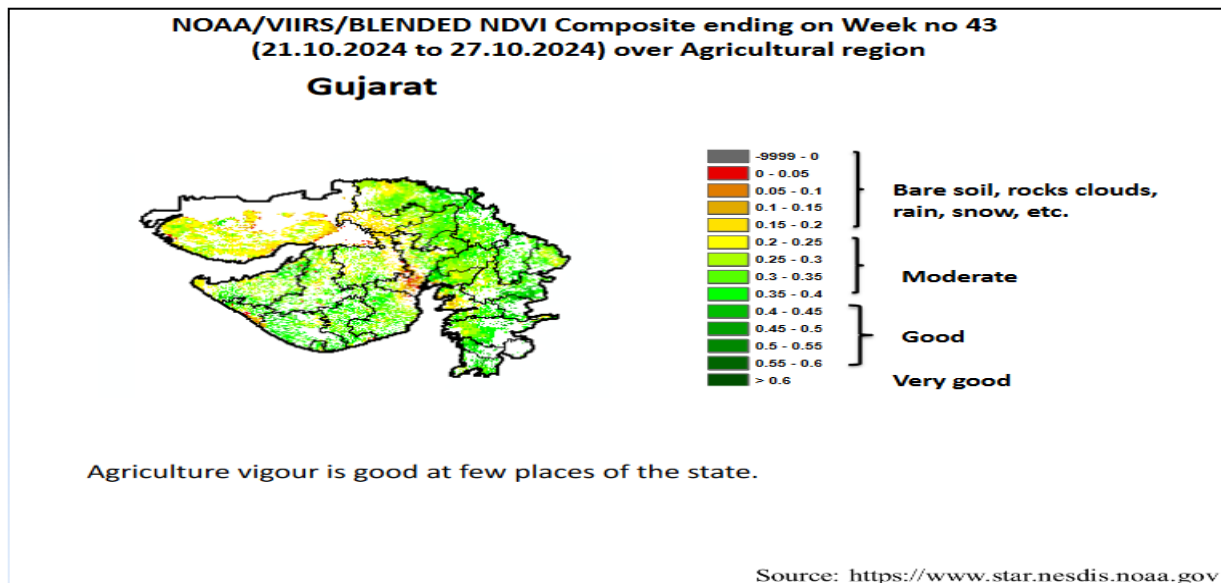 NOAA/VIIRS/BLENDED NDVI Composite ending on Week no 43
(21.10.2024 to 27.10.2024) over Agricultural region
Gujarat
-9999 - 0
0 - 0.05
0.05 - 0.1
0.1 - 0.15
0.15 - 0.2
0.2 - 0.25
0.25 - 0.3
0.3 - 0.35
0.35 - 0.4
0.4 - 0.45
0.45 - 0.5
0.5 - 0.55
0.55 - 0.6
> 0.6
Bare soil, rocks clouds,
rain, snow, etc.
Moderate
Good
Very good
Agriculture vigour is good at few places of the state.
Source: https://www.star.nesdis.noaa.gov